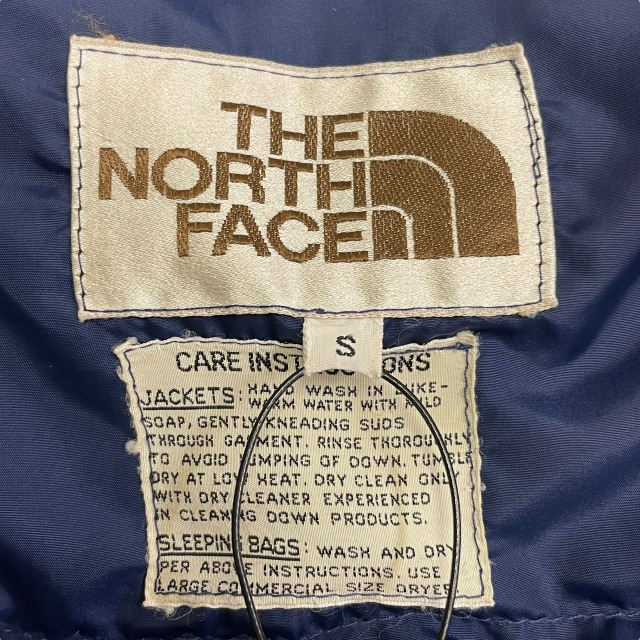 THE
NORTH
FACE
S
CARE INSTRUCTIONS
JACKETS: HAND WASH IN LUKE-
WARM WATER WITH MILD
SOAP, GENTLY KNEADING SUDS
THROUGH GARMENT. RINSE THOROUGHLY
TO AVOID LUMPING OF DOWN. TUMBLE
DRY AT LOW HEAT. DRY CLEAN ONLY
WITH DRY CLEANER EXPERIENCED
IN CLEANING DOWN PRODUCTS.
SLEEPING BAGS: WASH AND DRY
PER ABOVE INSTRUCTIONS. USE
LARGE COMMERCIAL SIZE DRYER